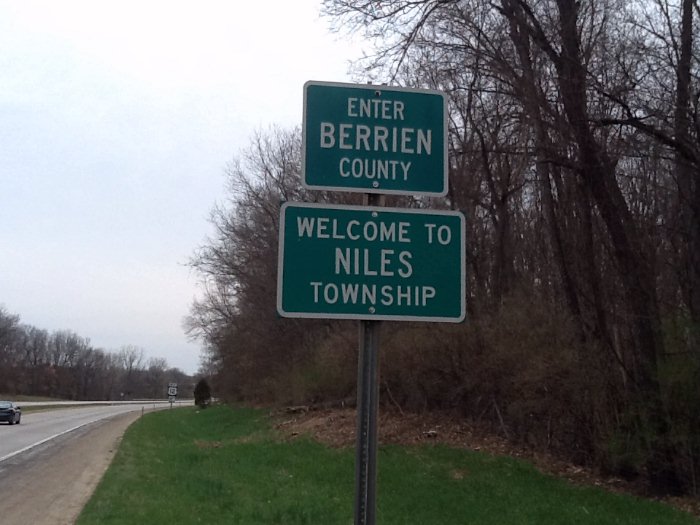 ENTER
BERRIEN
COUNTY
WELCOME TO
NILES
TOWNSHIP